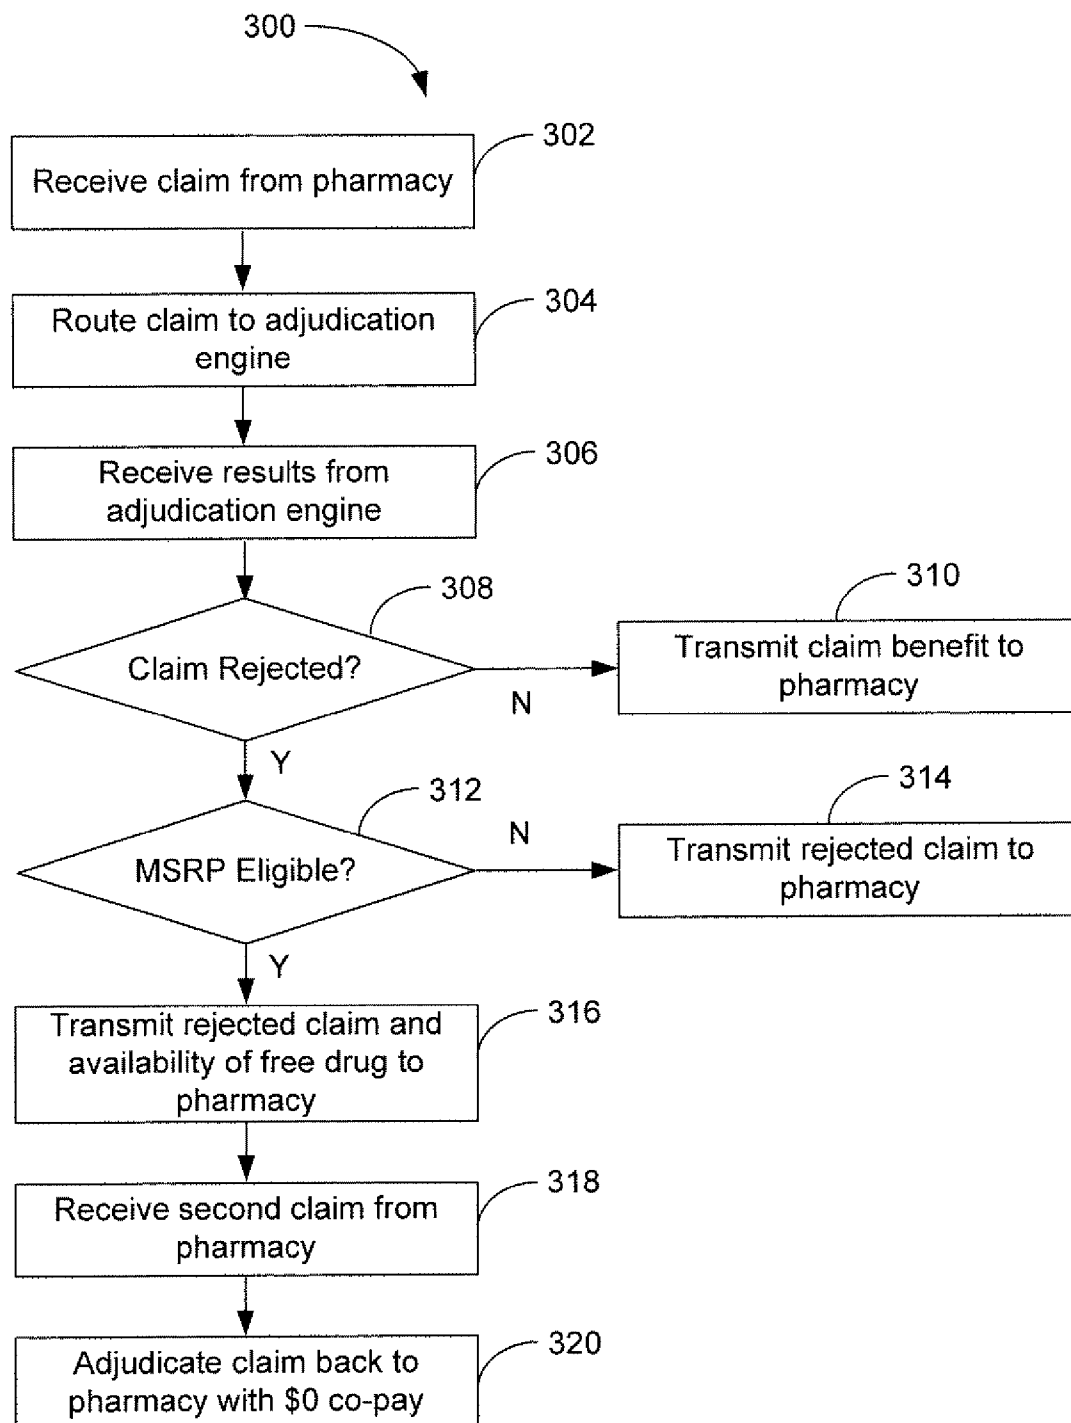 300
302
Receive claim from pharmacy
304
Route claim to adjudication
engine
306
Receive results from
adjudication engine
308
310
Claim Rejected?
Transmit claim benefit to
pharmacy
N
Y
312
314
N
MSRP Eligible?
Transmit rejected claim to
pharmacy
Y
316
Transmit rejected claim and
availability of free drug to
pharmacy
318
Receive second claim from
pharmacy
320
Adjudicate claim back to
pharmacy with $0 co-pay